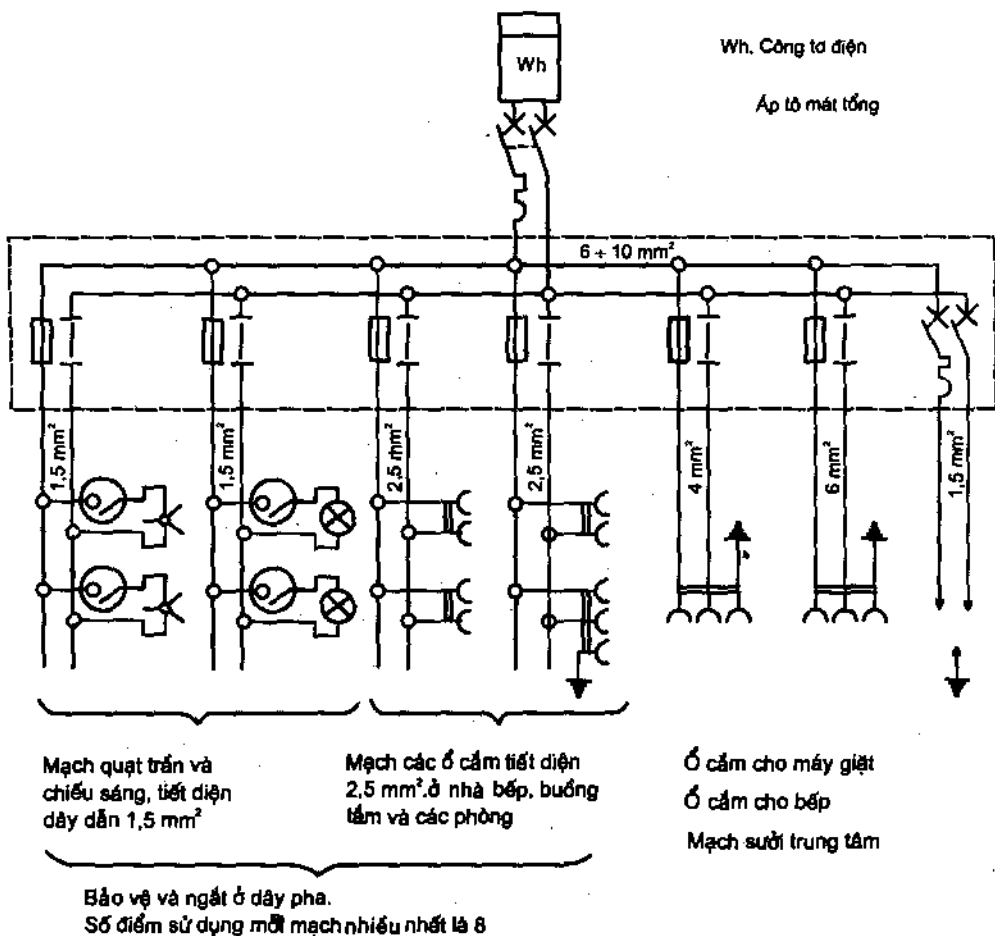 Wh
Wh. Công tơ điện
Áp tô mát tổng
6 ÷ 10 mm²
1,5 mm²
1,5 mm²
2,5 mm²
2,5 mm²
4 mm²
6 mm²
1,5 mm²
Mạch quạt trần và
chiếu sáng, tiết diện
dây dẫn 1,5 mm²
Mạch các ổ cắm tiết diện
2,5 mm².ở nhà bếp, buồng
tắm và các phòng
Ổ cắm cho máy giặt
Ổ cắm cho bếp
Mạch sưởi trung tâm
Bảo vệ và ngắt ở dây pha.
Số điểm sử dụng mỗi mạch nhiều nhất là 8